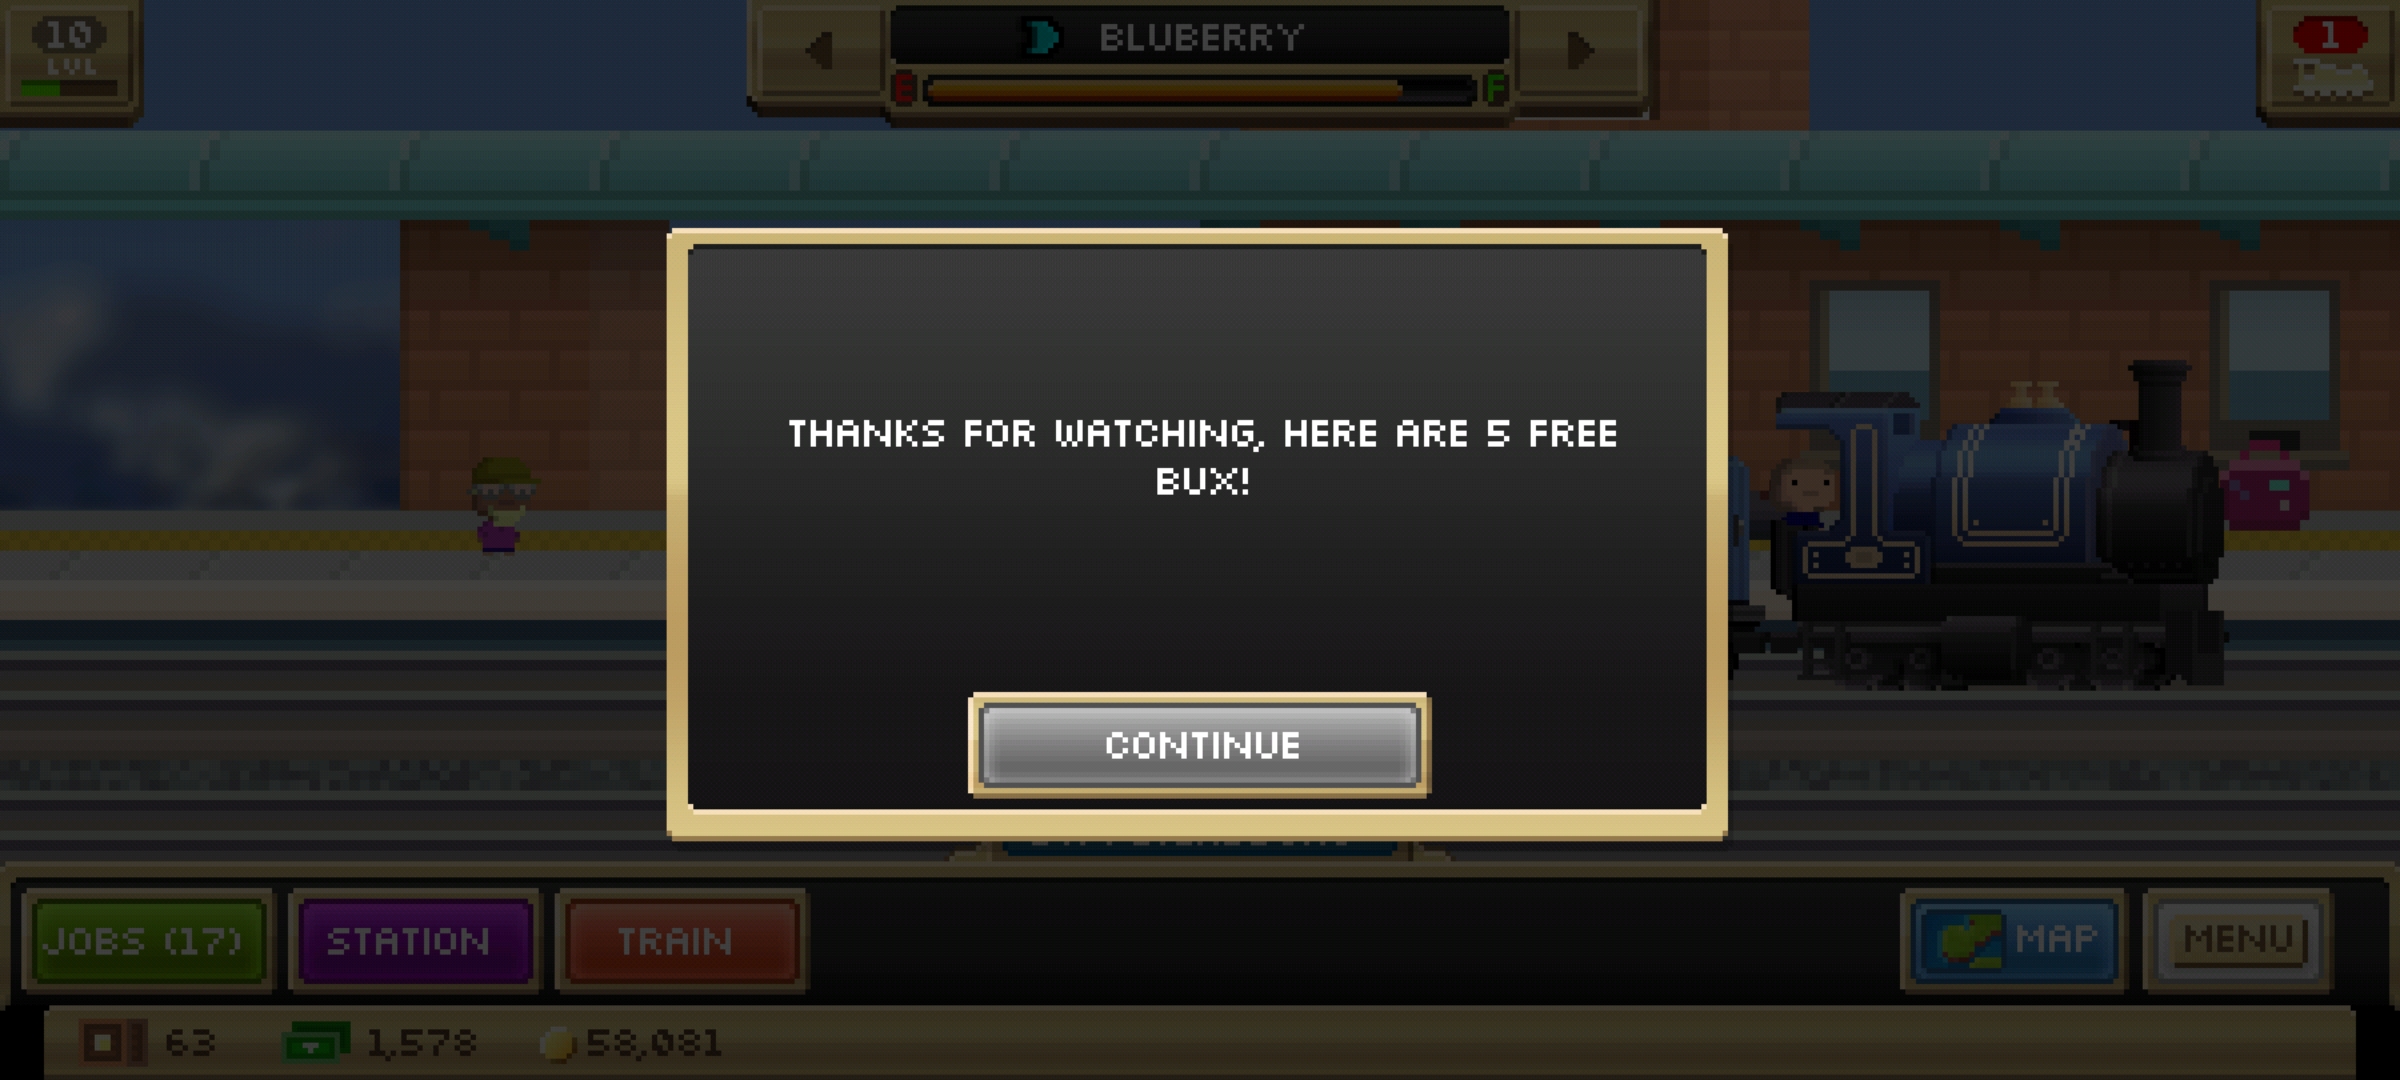 10
LVL
BLUBERRY
E F
1
THANKS FOR WATCHING, HERE ARE 5 FREE
BUX!
CONTINUE
JOBS (17)
STATION
TRAIN
MAP
MENU
63
1,578
58,081